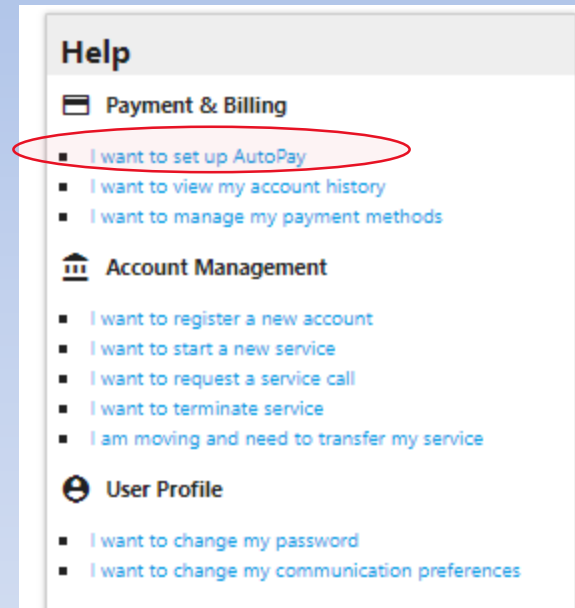 Help
Payment & Billing
I want to set up AutoPay
I want to view my account history
I want to manage my payment methods
Account Management
I want to register a new account
I want to start a new service
I want to request a service call
I want to terminate service
I am moving and need to transfer my service
User Profile
I want to change my password
I want to change my communication preferences